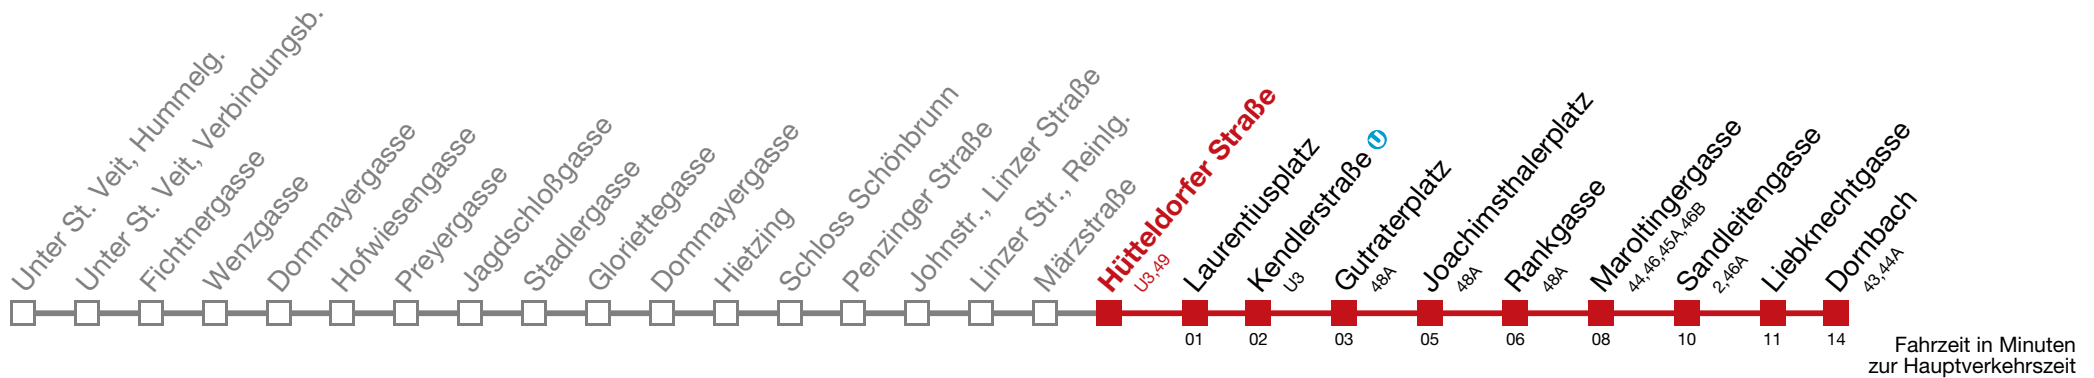 Unter St. Veit, Hummelg.
Unter St. Veit, Verbindungsb.
Fichtnergasse
Wenzgasse
Dommayergasse
Hofwiesengasse
Preyergasse
Jagdschloßgasse
Stadlergasse
Gloriettegasse
Dommayergasse
Hietzing
Schloss Schönbrunn
Penzinger Straße
Johnstr., Linzer Straße
Linzer Str., Reinlg.
Märzstraße
Hütteldorfer Straße
U3,49
Laurentiusplatz
01
Kendlerstraße U
U3
02
Gutraterplatz
48A
03
Joachimsthalerplatz
48A
05
Rankgasse
48A
06
Maroltingergasse
44,46,45A,46B
08
Sandleitengasse
2,46A
10
Liebknechtgasse
11
Dornbach
43,44A
14
Fahrzeit in Minuten
zur Hauptverkehrszeit